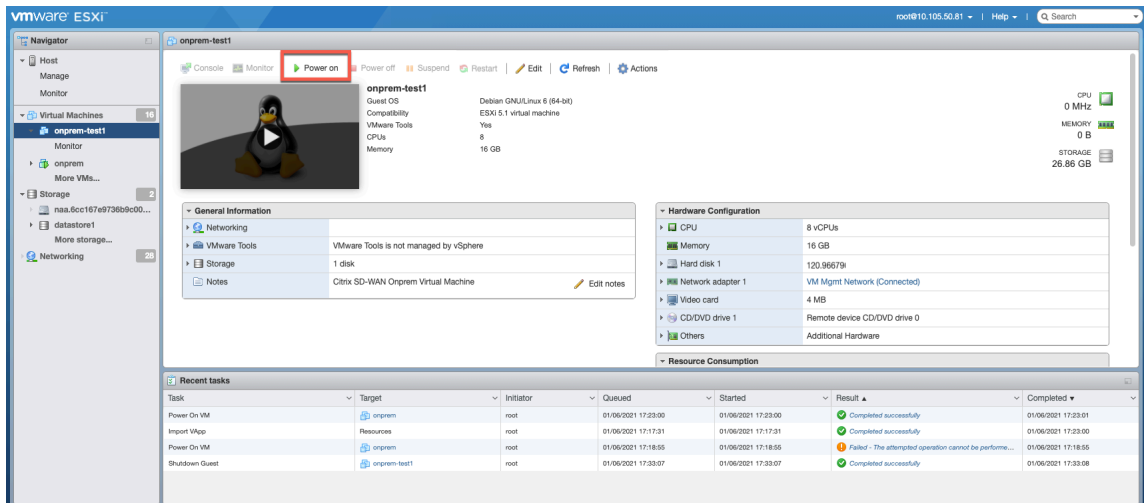 vmware ESXi™
root@10.105.50.81 | Help | Search
Navigator
Host
Manage
Monitor
Virtual Machines 16
onprem-test1
Monitor
onprem
More VMs...
Storage 2
naa.6cc167e9736b9c00...
datastore1
More storage...
Networking 28
onprem-test1
Console Monitor Power on Power off Suspend Restart Edit Refresh Actions
onprem-test1
Guest OS Debian GNU/Linux 6 (64-bit)
Compatibility ESXi 5.1 virtual machine
VMware Tools Yes
CPUs 8
Memory 16 GB
CPU
0 MHz
MEMORY
0 B
STORAGE
26.86 GB
General Information
Networking
VMware Tools VMware Tools is not managed by vSphere
Storage 1 disk
Notes Citrix SD-WAN Onprem Virtual Machine Edit notes
Hardware Configuration
CPU 8 vCPUs
Memory 16 GB
Hard disk 1 120.96679
Network adapter 1 VM Mgmt Network (Connected)
Video card 4 MB
CD/DVD drive 1 Remote device CD/DVD drive 0
Others Additional Hardware
Resource Consumption
Recent tasks
Task Target Initiator Queued Started Result Completed
Power On VM onprem root 01/06/2021 17:23:00 01/06/2021 17:23:00 Completed successfully 01/06/2021 17:23:01
Import VApp Resources root 01/06/2021 17:17:31 01/06/2021 17:17:31 Completed successfully 01/06/2021 17:23:00
Power On VM onprem root 01/06/2021 17:18:55 01/06/2021 17:18:55 Failed - The attempted operation cannot be performe... 01/06/2021 17:18:55
Shutdown Guest onprem-test1 root 01/06/2021 17:33:07 01/06/2021 17:33:07 Completed successfully 01/06/2021 17:33:08